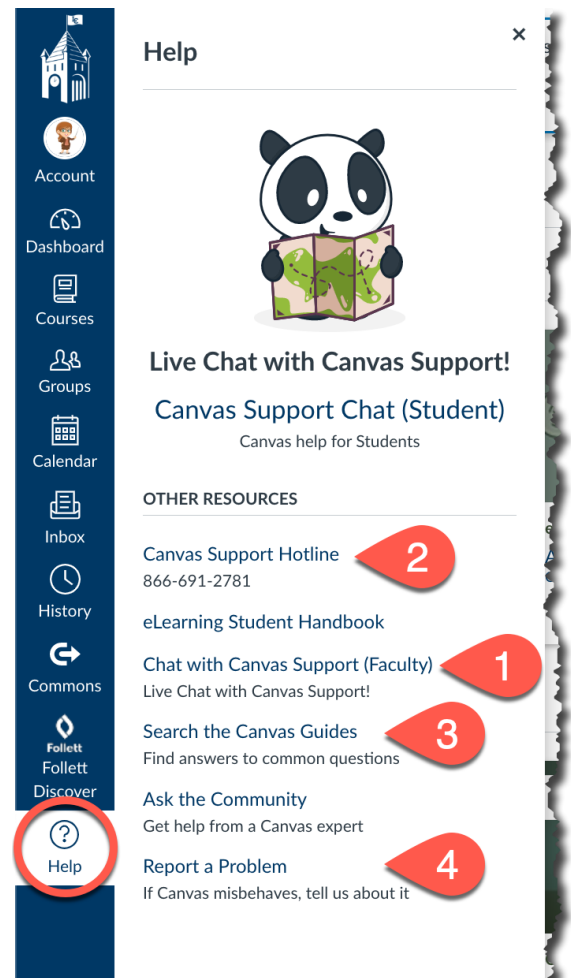 Account
Dashboard
Courses
Groups
Calendar
Inbox
History
Commons
Follett
Follett
Discover
Help
Help
×
Live Chat with Canvas Support!
Canvas Support Chat (Student)
Canvas help for Students
OTHER RESOURCES
Canvas Support Hotline
2
866-691-2781
eLearning Student Handbook
Chat with Canvas Support (Faculty)
1
Live Chat with Canvas Support!
Search the Canvas Guides
3
Find answers to common questions
Ask the Community
Get help from a Canvas expert
Report a Problem
4
If Canvas misbehaves, tell us about it